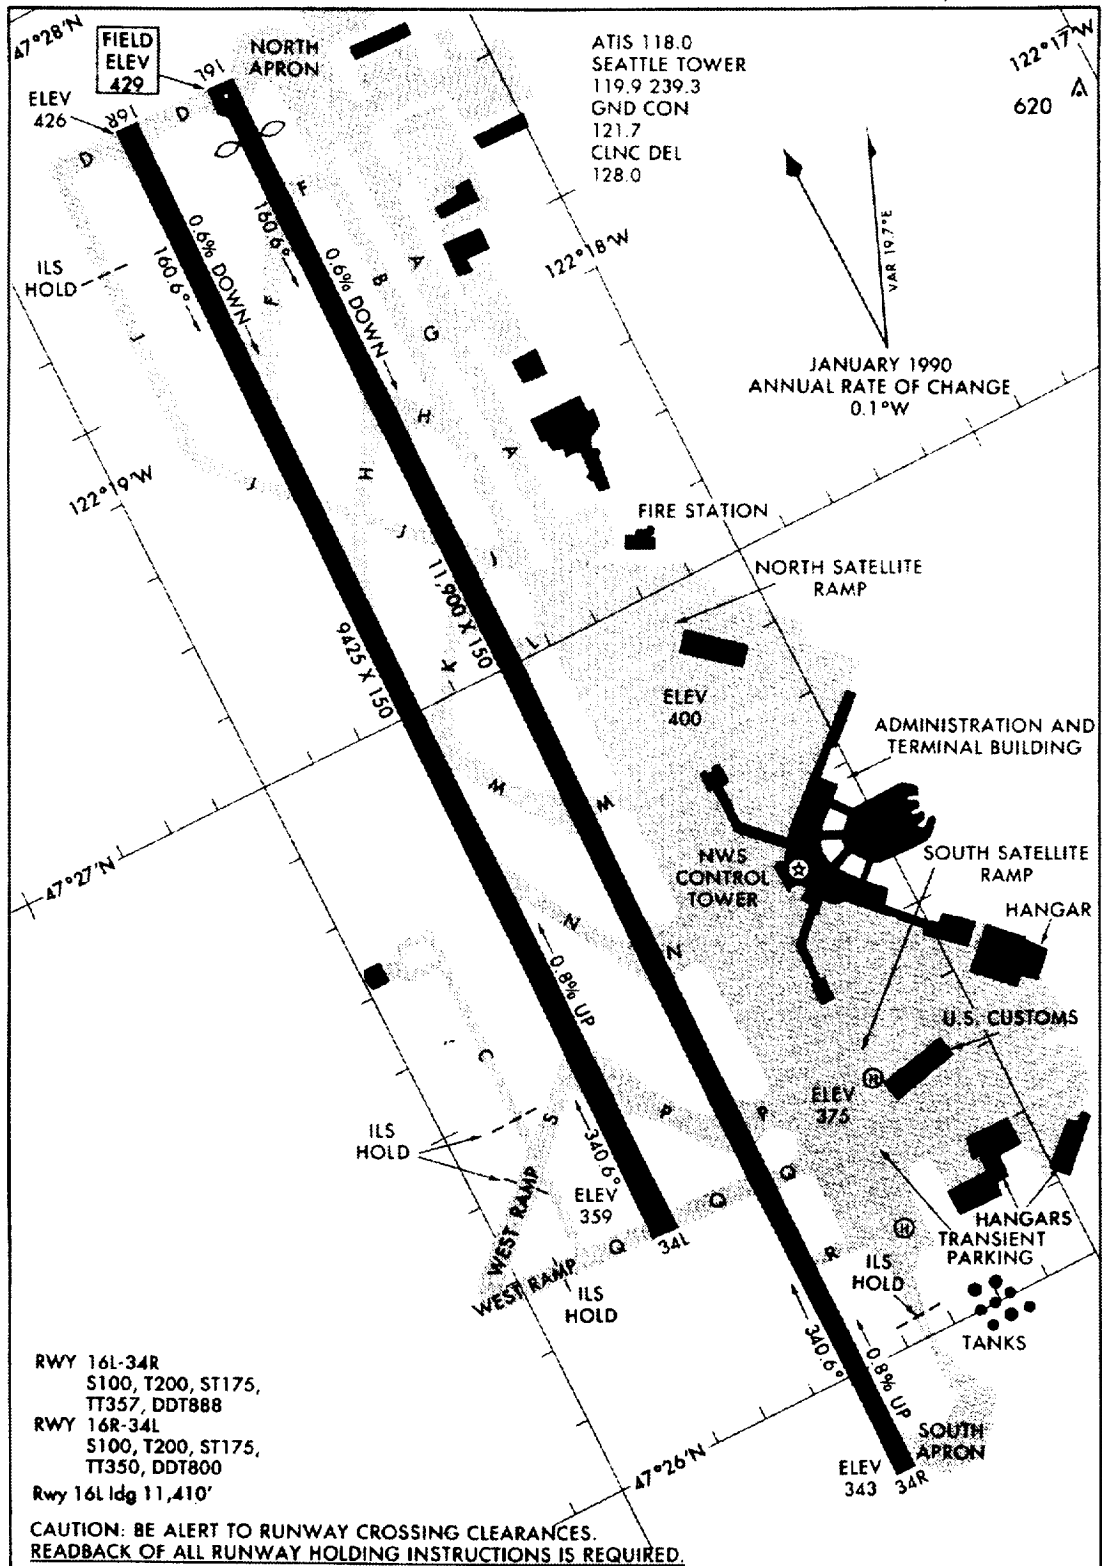 47°28'N
FIELD
ELEV
429
NORTH
APRON
ATIS 118.0
SEATTLE TOWER
119.9 239.3
GND CON
121.7
CLNC DEL
128.0
122°17'W
620
ELEV
426
16R
16L
D
D
F
F
160.6°
0.6% DOWN
160.6°
0.6% DOWN
ILS
HOLD
A
B
G
122°18'W
VAR 19.7°E
JANUARY 1990
ANNUAL RATE OF CHANGE
0.1°W
H
H
A
122°19'W
J
J
J
FIRE STATION
NORTH SATELLITE
RAMP
11,900 X 150
9425 X 150
K
L
ELEV
400
ADMINISTRATION AND
TERMINAL BUILDING
M
M
47°27'N
NWS
CONTROL
TOWER
SOUTH SATELLITE
RAMP
HANGAR
N
N
0.8% UP
U.S. CUSTOMS
H
ELEV
375
C
S
P
P
ILS
HOLD
340.6°
ELEV
359
WEST RAMP
WEST RAMP
Q
Q
Q
34L
ILS
HOLD
R
H
HANGARS
TRANSIENT
PARKING
ILS
HOLD
TANKS
340.6°
0.8% UP
SOUTH
APRON
47°26'N
ELEV
343
34R
RWY 16L-34R
S100, T200, ST175,
TT357, DDT888
RWY 16R-34L
S100, T200, ST175,
TT350, DDT800
Rwy 16L ldg 11,410'
CAUTION: BE ALERT TO RUNWAY CROSSING CLEARANCES.
READBACK OF ALL RUNWAY HOLDING INSTRUCTIONS IS REQUIRED.